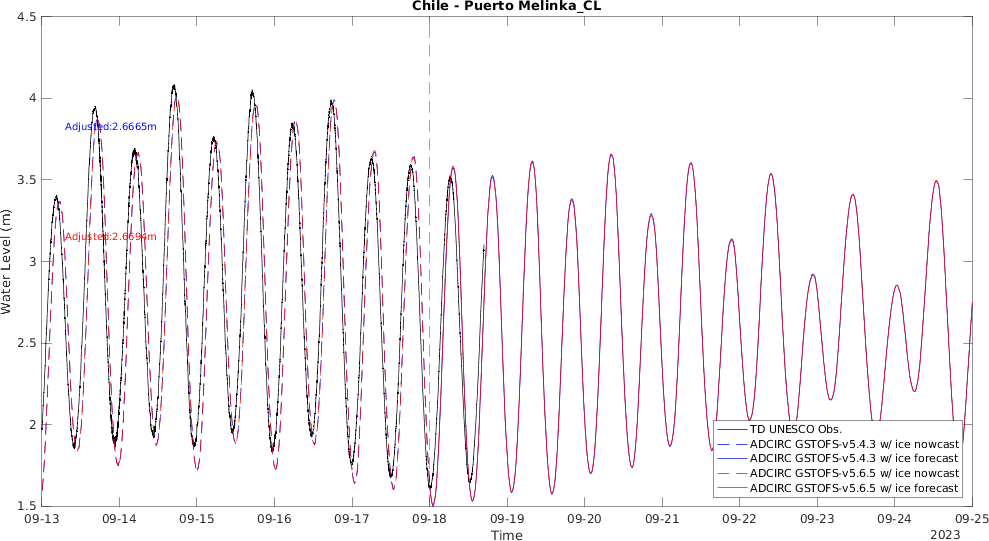 Chile - Puerto Melinka_CL
4.5
4
3.5
3
2.5
2
1.5
Water Level (m)
Adjusted:2.6665m
Adjusted:2.6594m
TD UNESCO Obs.
ADCIRC GSTOFS-v5.4.3 w/ ice nowcast
ADCIRC GSTOFS-v5.4.3 w/ ice forecast
ADCIRC GSTOFS-v5.6.5 w/ ice nowcast
ADCIRC GSTOFS-v5.6.5 w/ ice forecast
09-13 09-14 09-15 09-16 09-17 09-18 09-19 09-20 09-21 09-22 09-23 09-24 09-25
Time
2023